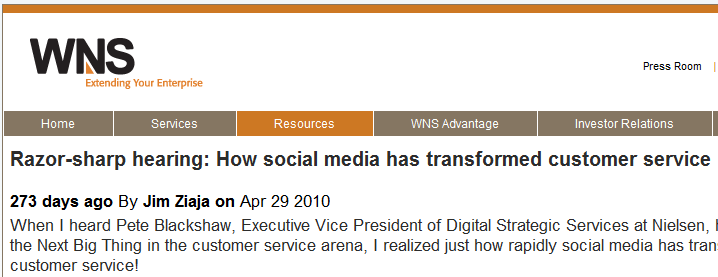 WNS
Extending Your Enterprise
Press Room
Home Services Resources WNS Advantage Investor Relations
Razor-sharp hearing: How social media has transformed customer service
273 days ago By Jim Ziaja on Apr 29 2010
When I heard Pete Blackshaw, Executive Vice President of Digital Strategic Services at Nielsen,
the Next Big Thing in the customer service arena, I realized just how rapidly social media has
customer service!